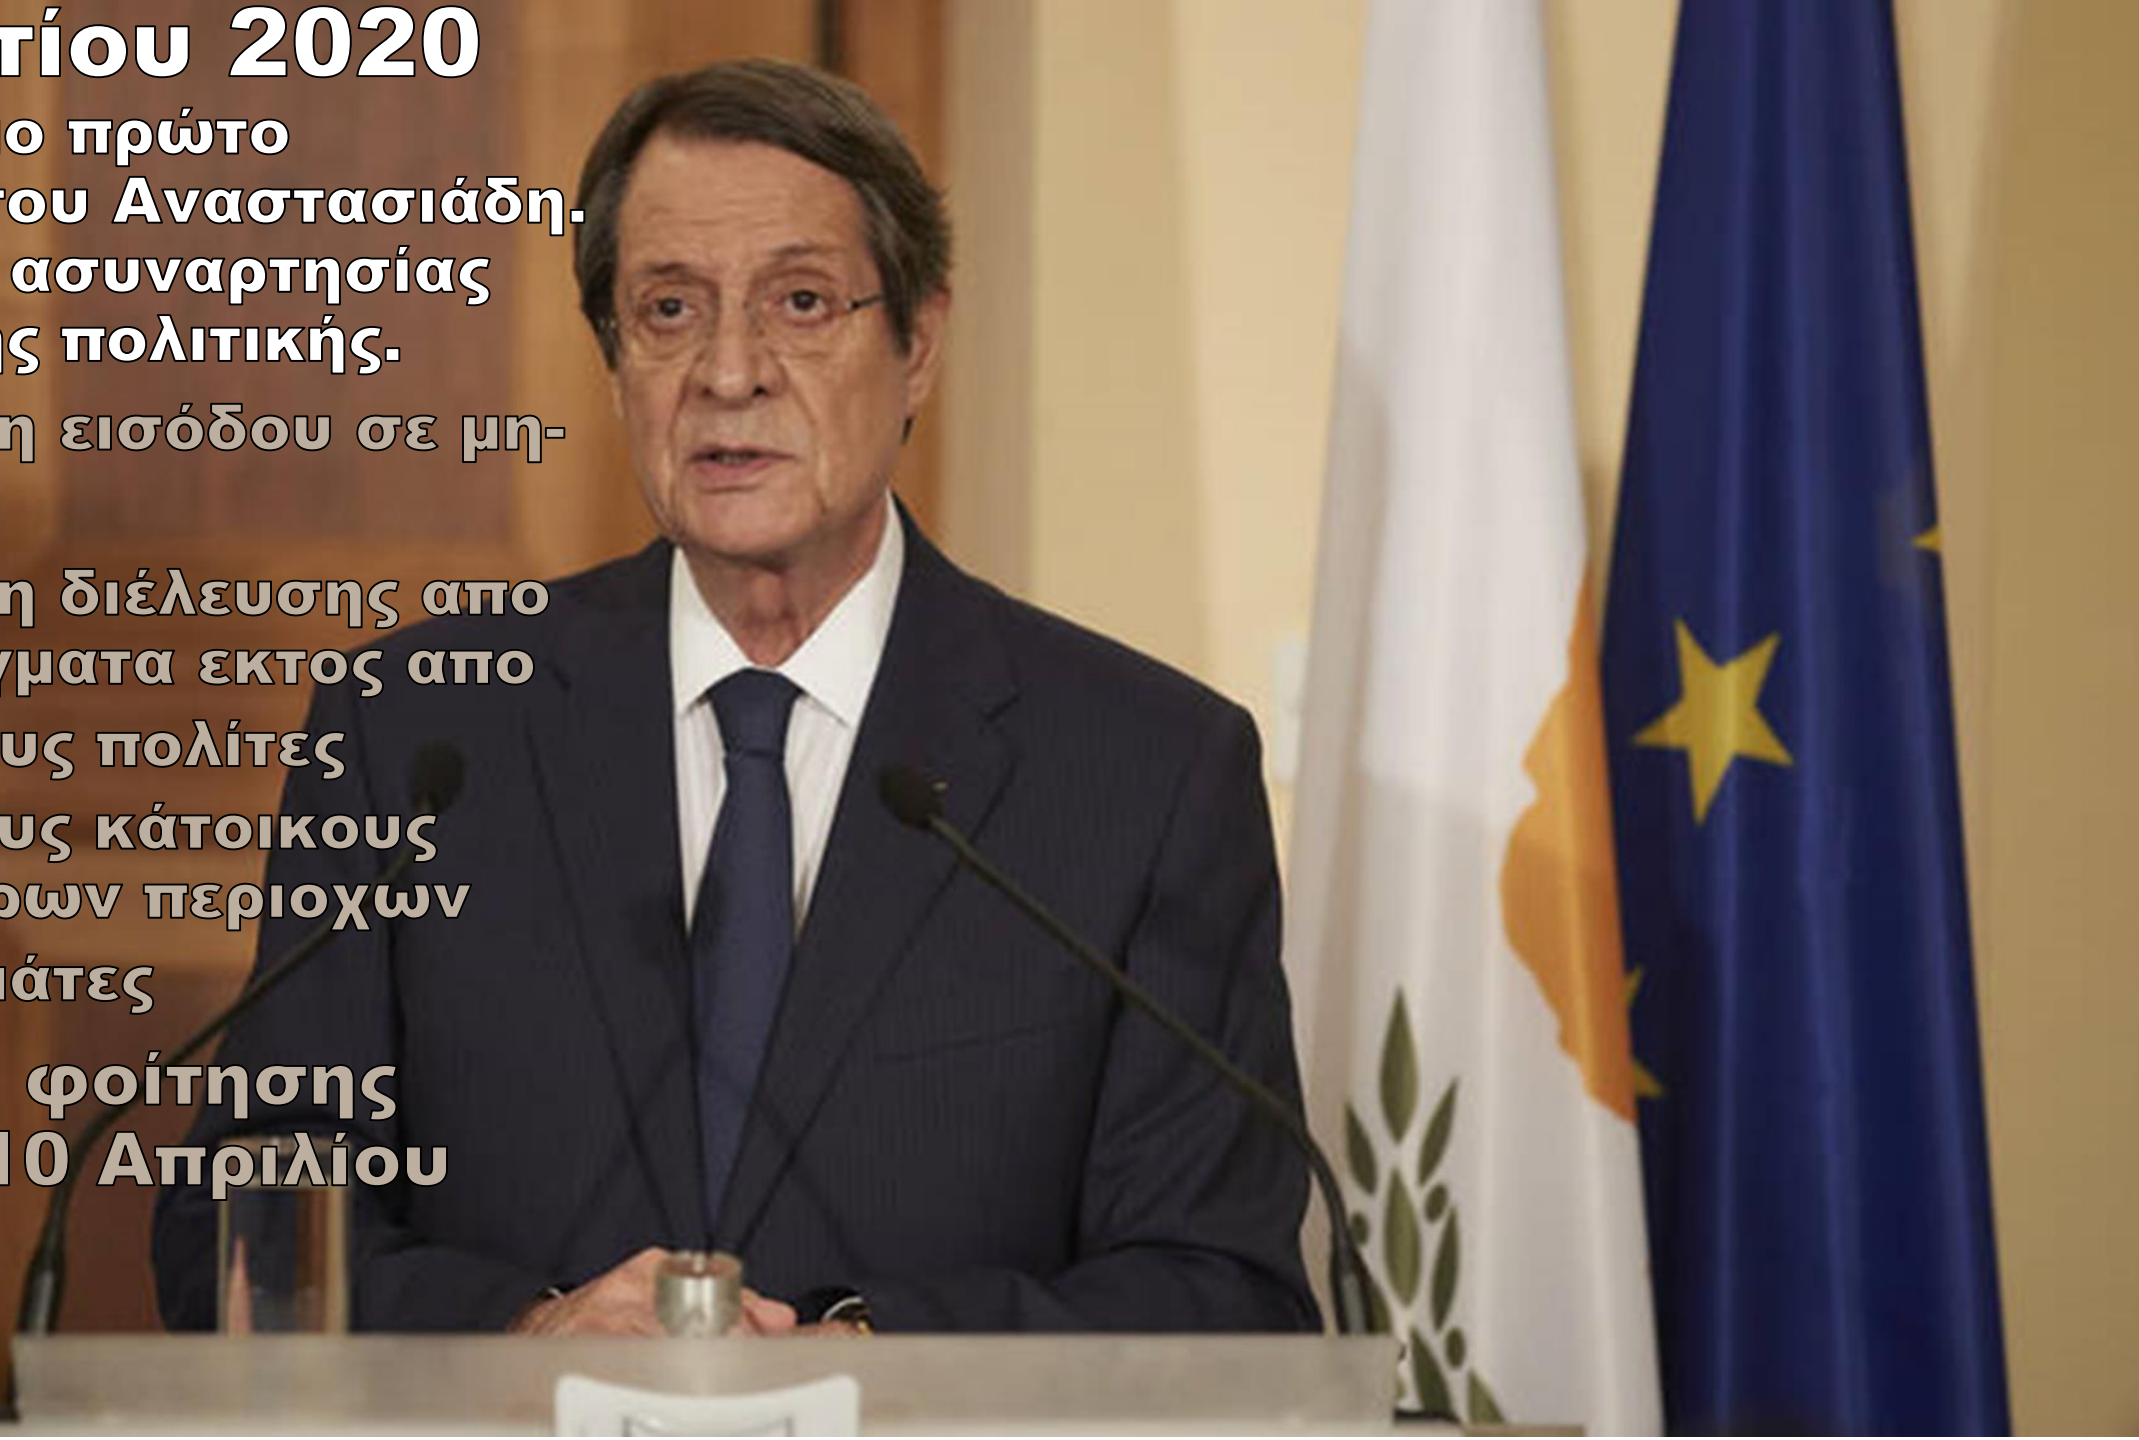 τίου 2020
ο πρώτο
του Αναστασιάδη.
ασυναρτησίας
ης πολιτικής.
η εισόδου σε μη-
η διέλευσης απο
γματα εκτος απο
υς πολίτες
υς κάτοικους
ρων περιοχων
ιάτες
φοίτησης
10 Απριλίου